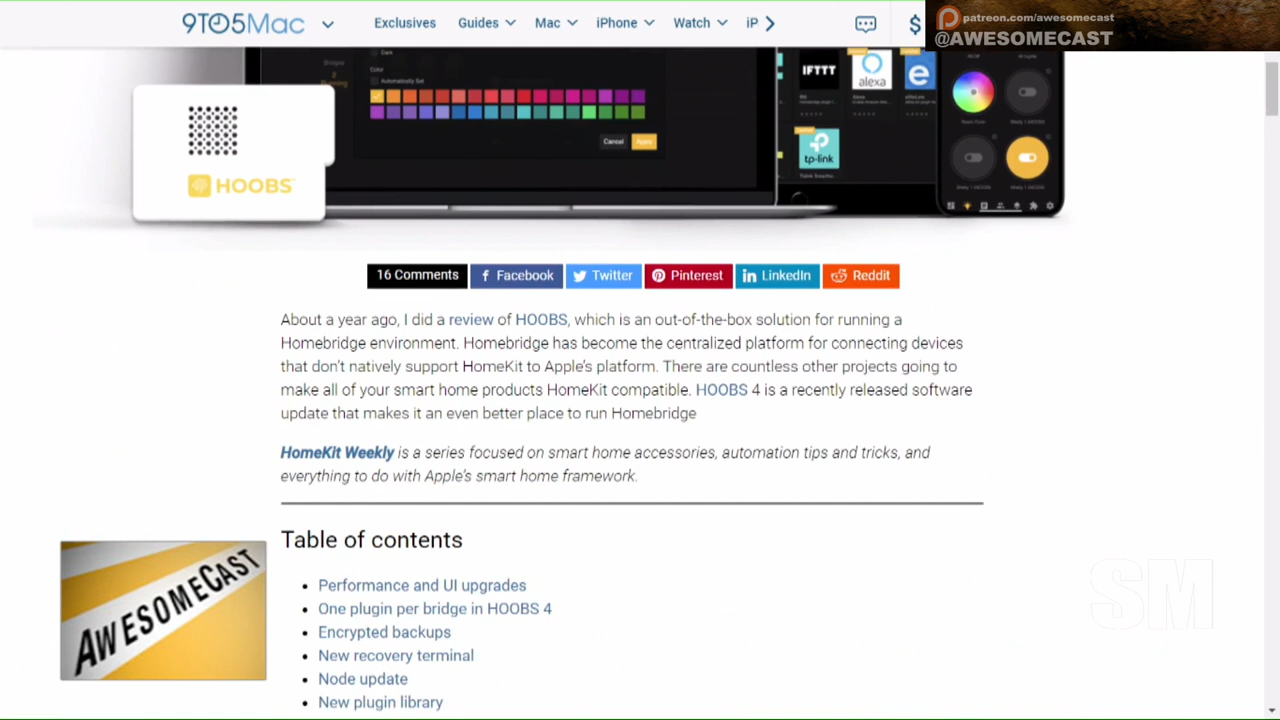 9TO5Mac
Exclusives
Guides
Mac
iPhone
Watch
iP
$
patreon.com/awesomecast
@AWESOMECAST
Color
Automatically Set
Cancel
Apply
IFTTT
alexa
tp-link
HOOBS
16 Comments
Facebook
Twitter
Pinterest
LinkedIn
Reddit
About a year ago, I did a review of HOOBS, which is an out-of-the-box solution for running a
Homebridge environment. Homebridge has become the centralized platform for connecting devices
that don't natively support HomeKit to Apple's platform. There are countless other projects going to
make all of your smart home products HomeKit compatible. HOOBS 4 is a recently released software
update that makes it an even better place to run Homebridge
HomeKit Weekly is a series focused on smart home accessories, automation tips and tricks, and
everything to do with Apple's smart home framework.
Table of contents
• Performance and UI upgrades
• One plugin per bridge in HOOBS 4
• Encrypted backups
• New recovery terminal
• Node update
• New plugin library
AWESOMECAST
SM